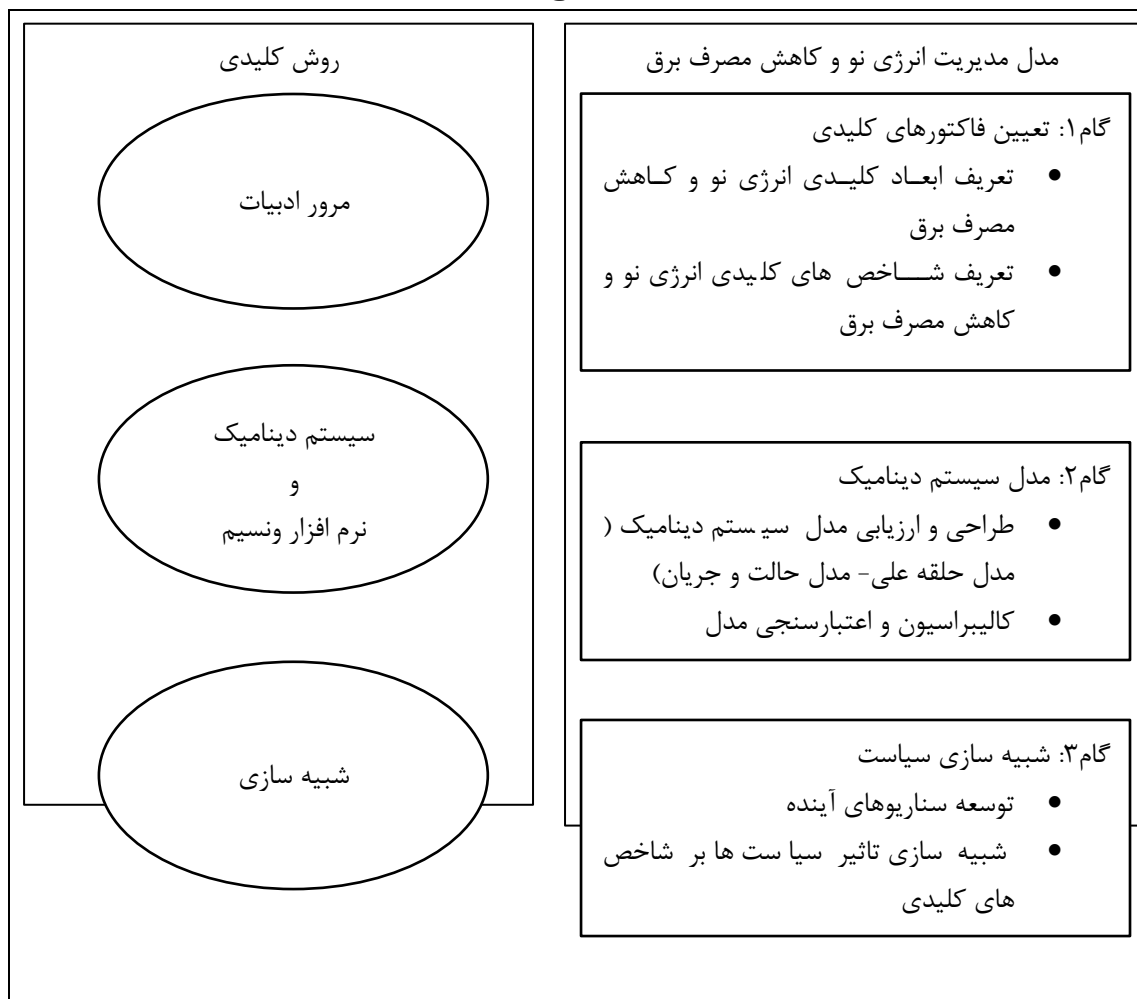 مدل مدیریت انرژی نو و کاهش مصرف برق
گام۱: تعیین فاکتورهای کلیدی
• تعریف ابعاد کلیدی انرژی نو و کاهش
مصرف برق
• تعریف شاخص های کلیدی انرژی نو و
کاهش مصرف برق
گام۲: مدل سیستم دینامیک
• طراحی و ارزیابی مدل سیستم دینامیک (
مدل حلقه علی- مدل حالت و جریان)
• کالیبراسیون و اعتبارسنجی مدل
گام۳: شبیه سازی سیاست
• توسعه سناریوهای آینده
• شبیه سازی تاثیر سیاست ها بر شاخص
های کلیدی
روش کلیدی
مرور ادبیات
سیستم دینامیک
و
نرم افزار ونسیم
شبیه سازی